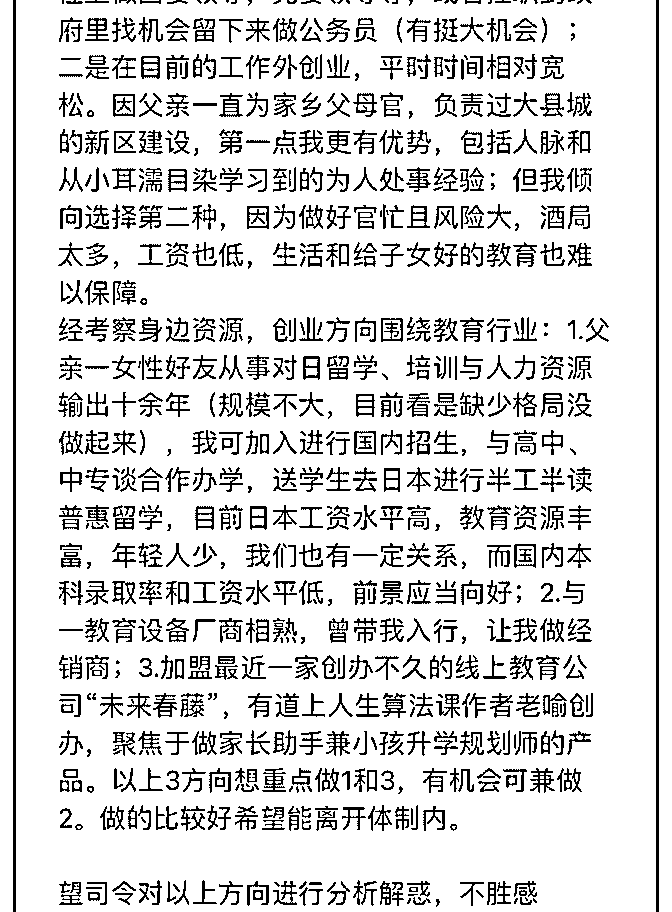 府里找机会留下来做公务员（有挺大机会）；
二是在目前的工作外创业，平时时间相对宽
松。因父亲一直为家乡父母官，负责过大县城
的新区建设，第一点我更有优势，包括人脉和
从小耳濡目染学习到的为人处事经验；但我倾
向选择第二种，因为做好官忙且风险大，酒局
太多，工资也低，生活和给子女好的教育也难
以保障。
经考察身边资源，创业方向围绕教育行业：1.父
亲一女性好友从事对日留学、培训与人力资源
输出十余年（规模不大，目前看是缺少格局没
做起来），我可加入进行国内招生，与高中、
中专谈合作办学，送学生去日本进行半工半读
普惠留学，目前日本工资水平高，教育资源丰
富，年轻人少，我们也有一定关系，而国内本
科录取率和工资水平低，前景应当向好；2.与
一教育设备厂商相熟，曾带我入行，让我做经
销商；3.加盟最近一家创办不久的线上教育公
司“未来春藤”，有道上人生算法课作者老喻创
办，聚焦于做家长助手兼小孩升学规划师的产
品。以上3方向想重点做1和3，有机会可兼做
2。做的比较好希望能离开体制内。
望司令对以上方向进行分析解惑，不胜感